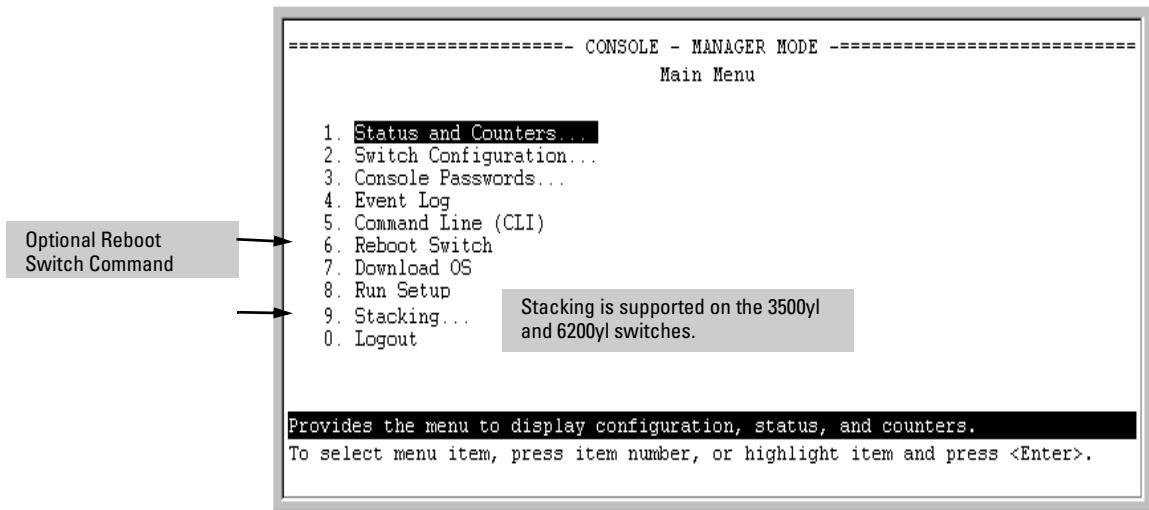 ==========================- CONSOLE - MANAGER MODE -============================
Main Menu
1. Status and Counters...
2. Switch Configuration...
3. Console Passwords...
4. Event Log
5. Command Line (CLI)
Optional Reboot
Switch Command
6. Reboot Switch
7. Download OS
8. Run Setup
9. Stacking...
Stacking is supported on the 3500yl
and 6200yl switches.
0. Logout
Provides the menu to display configuration, status, and counters.
To select menu item, press item number, or highlight item and press <Enter>.